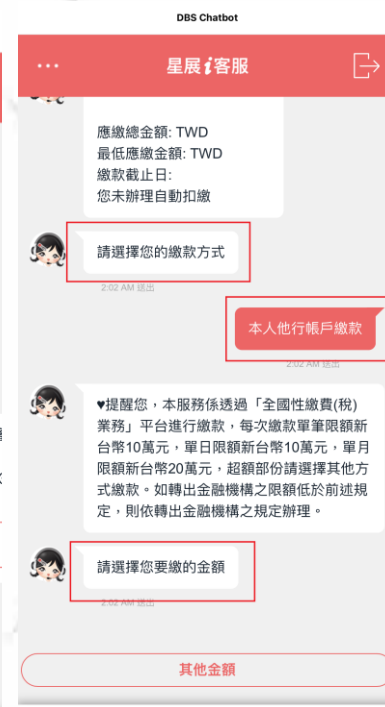 DBS Chatbot
星展i客服
應繳總金額: TWD
最低應繳金額: TWD
繳款截止日:
您未辦理自動扣繳
請選擇您的繳款方式
2:02 AM 送出
本人他行帳戶繳款
2:02 AM 送出
♥提醒您，本服務係透過「全國性繳費(稅)
業務」平台進行繳款，每次繳款單筆限額新
台幣10萬元，單日限額新台幣10萬元，單月
限額新台幣20萬元，超額部份請選擇其他方
式繳款。如轉出金融機構之限額低於前述規
定，則依轉出金融機構之規定辦理。
請選擇您要繳的金額
2:02 AM 送出
其他金額